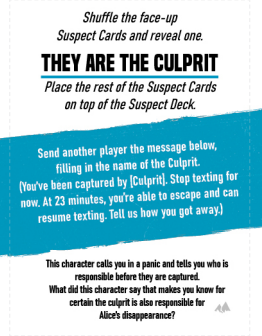 Shuffle the face-up
Suspect Cards and reveal one.
THEY ARE THE CULPRIT
Place the rest of the Suspect Cards
on top of the Suspect Deck.
Send another player the message below,
filling in the name of the Culprit.
(You've been captured by [Culprit]. Stop texting for
now. At 23 minutes, you're able to escape and can
resume texting. Tell us how you got away.)
This character calls you in a panic and tells you who is
responsible before they are captured.
What did this character say that makes you know for
certain the culprit is also responsible for
Alice's disappearance?